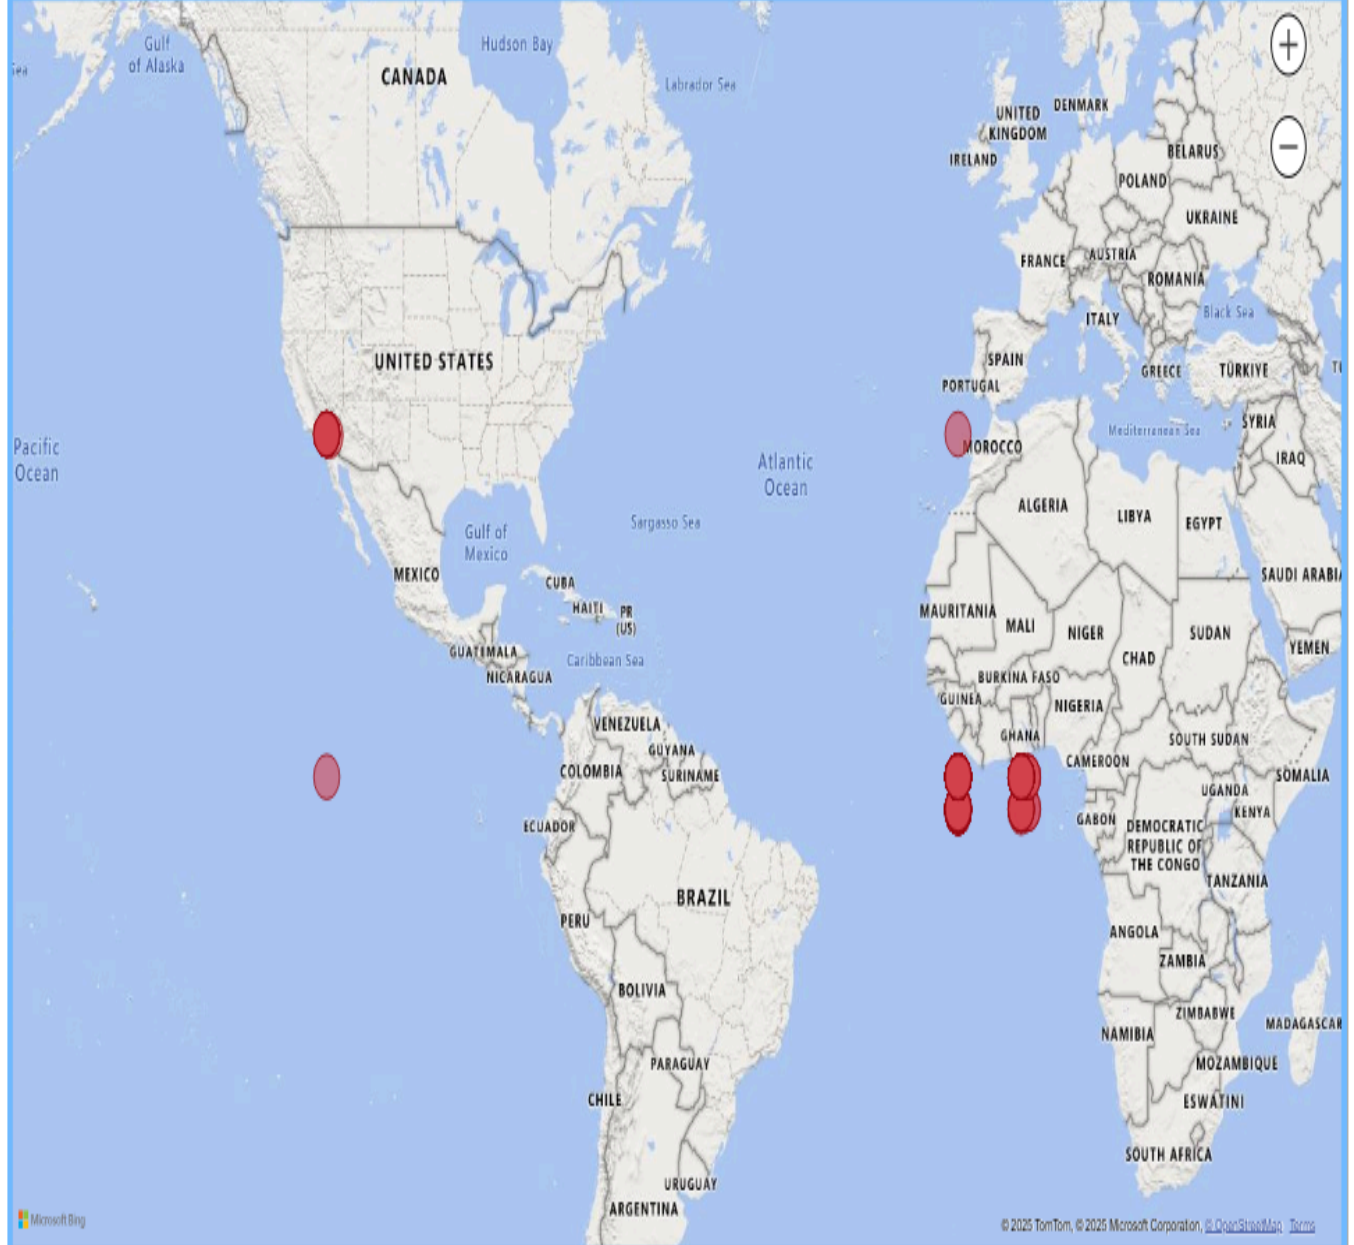 Gulf
of Alaska
Hudson Bay
CANADA
Labrador Sea
UNITED
KINGDOM
DENMARK
IRELAND
BELARUS
POLAND
UKRAINE
FRANCE
AUSTRIA
ROMANIA
ITALY
Black Sea
UNITED STATES
SPAIN
PORTUGAL
GREECE
TÜRKIYE
Pacific
Ocean
Atlantic
Ocean
Mediterranean Sea
SYRIA
MOROCCO
IRAQ
Sargasso Sea
ALGERIA
LIBYA
EGYPT
Gulf of
Mexico
MEXICO
CUBA
HAITI
PR
(US)
SAUDI ARABIA
MAURITANIA
MALI
NIGER
SUDAN
YEMEN
GUATEMALA
Caribbean Sea
CHAD
NICARAGUA
BURKINA FASO
GUINEA
NIGERIA
VENEZUELA
GHANA
SOUTH SUDAN
GUYANA
CAMEROON
COLOMBIA
SURINAME
SOMALIA
UGANDA
ECUADOR
GABON
KENYA
DEMOCRATIC
REPUBLIC OF
THE CONGO
TANZANIA
BRAZIL
PERU
ANGOLA
ZAMBIA
BOLIVIA
ZIMBABWE
NAMIBIA
MADAGASCAR
PARAGUAY
MOZAMBIQUE
CHILE
ESWATINI
SOUTH AFRICA
URUGUAY
ARGENTINA
Microsoft Bing
© 2025 TomTom, © 2025 Microsoft Corporation, © OpenStreetMap Terms